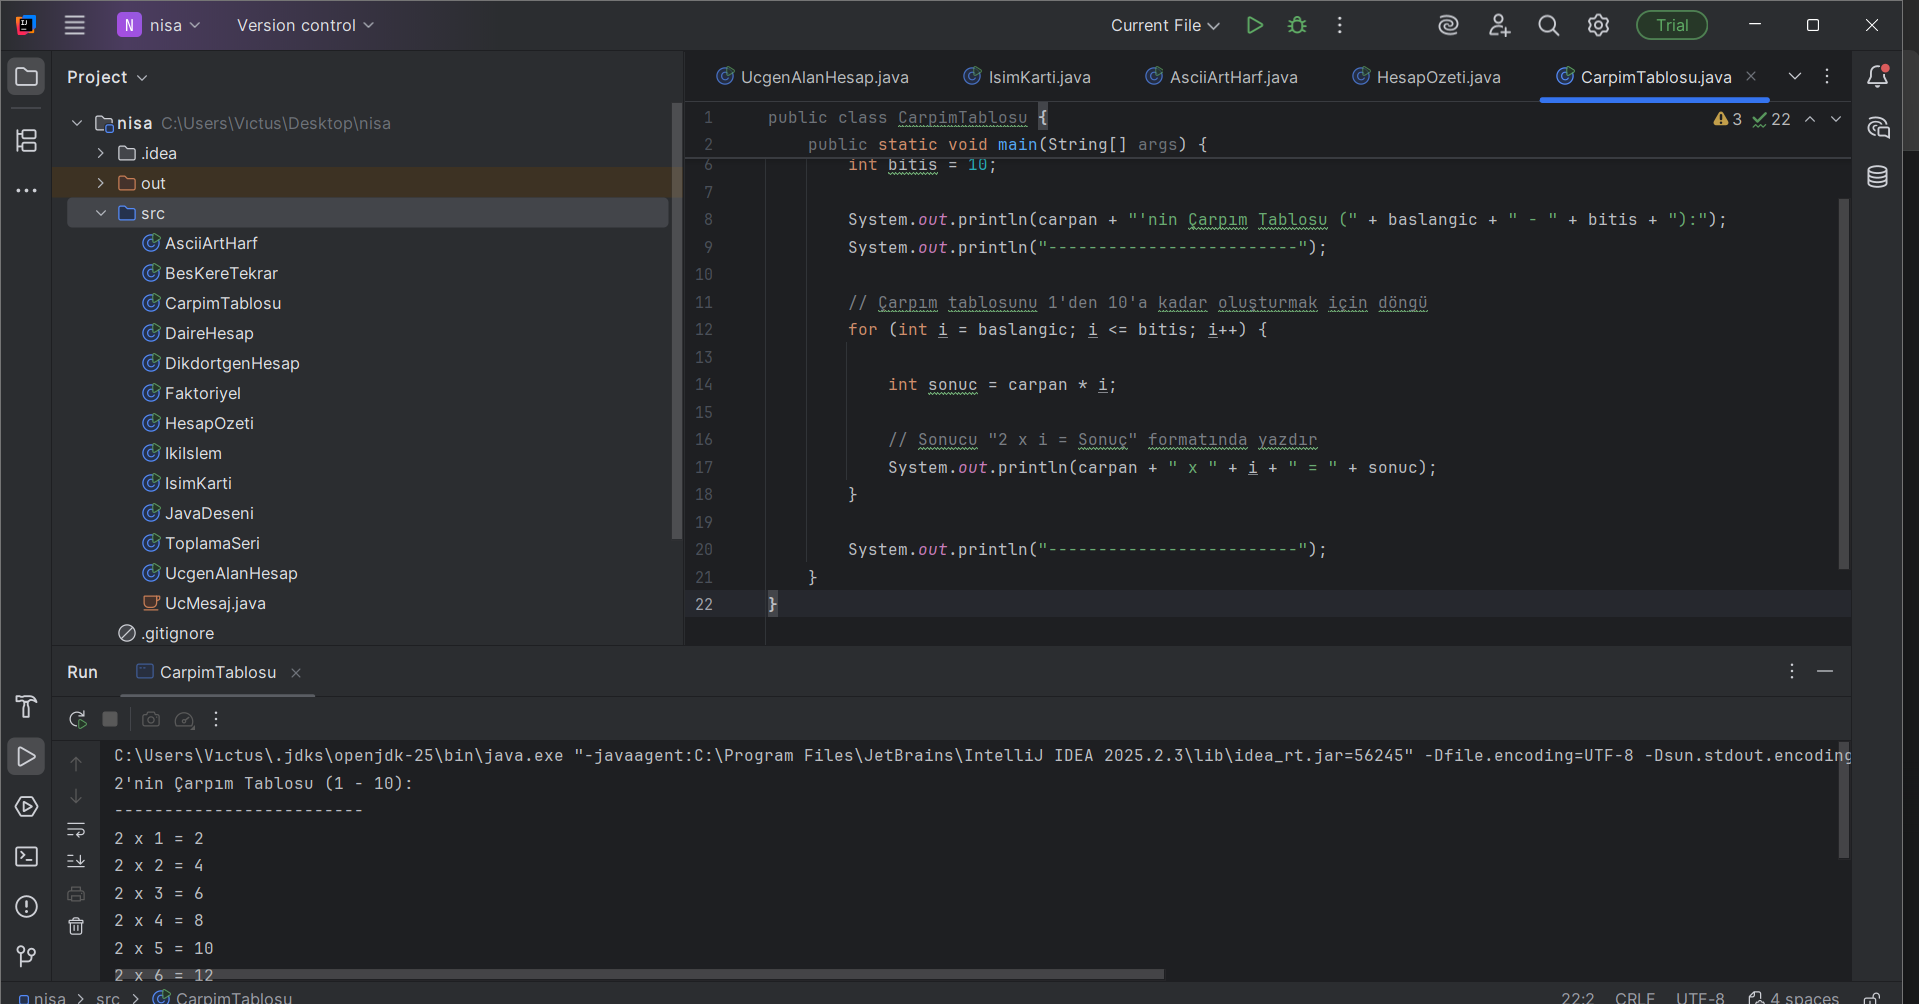 N nisa Version control Current File Trial
Project
nisa C:\Users\Vıctus\Desktop\nisa
.idea
out
src
AsciiArtHarf
BesKereTekrar
CarpimTablosu
DaireHesap
DikdortgenHesap
Faktoriyel
HesapOzeti
IkiIslem
IsimKarti
JavaDeseni
ToplamaSeri
UcgenAlanHesap
UcMesaj.java
.gitignore
UcgenAlanHesap.java IsimKarti.java AsciiArtHarf.java HesapOzeti.java CarpimTablosu.java
3 22
1 public class CarpimTablosu {
2 public static void main(String[] args) {
6 int bitis = 10;
7
8 System.out.println(carpan + "'nin Çarpım Tablosu (" + baslangic + " - " + bitis + "):");
9 System.out.println("-------------------------");
10
11 // Çarpım tablosunu 1'den 10'a kadar oluşturmak için döngü
12 for (int i = baslangic; i <= bitis; i++) {
13
14 int sonuc = carpan * i;
15
16 // Sonucu "2 x i = Sonuç" formatında yazdır
17 System.out.println(carpan + " x " + i + " = " + sonuc);
18 }
19
20 System.out.println("-------------------------");
21 }
22 }
Run CarpimTablosu
C:\Users\Vıctus\.jdks\openjdk-25\bin\java.exe "-javaagent:C:\Program Files\JetBrains\IntelliJ IDEA 2025.2.3\lib\idea_rt.jar=56245" -Dfile.encoding=UTF-8 -Dsun.stdout.encoding
2'nin Çarpım Tablosu (1 - 10):
-------------------------
2 x 1 = 2
2 x 2 = 4
2 x 3 = 6
2 x 4 = 8
2 x 5 = 10
2 x 6 = 12
nisa > src > CarpimTablosu 22:2 CRLF UTF-8 4 spaces